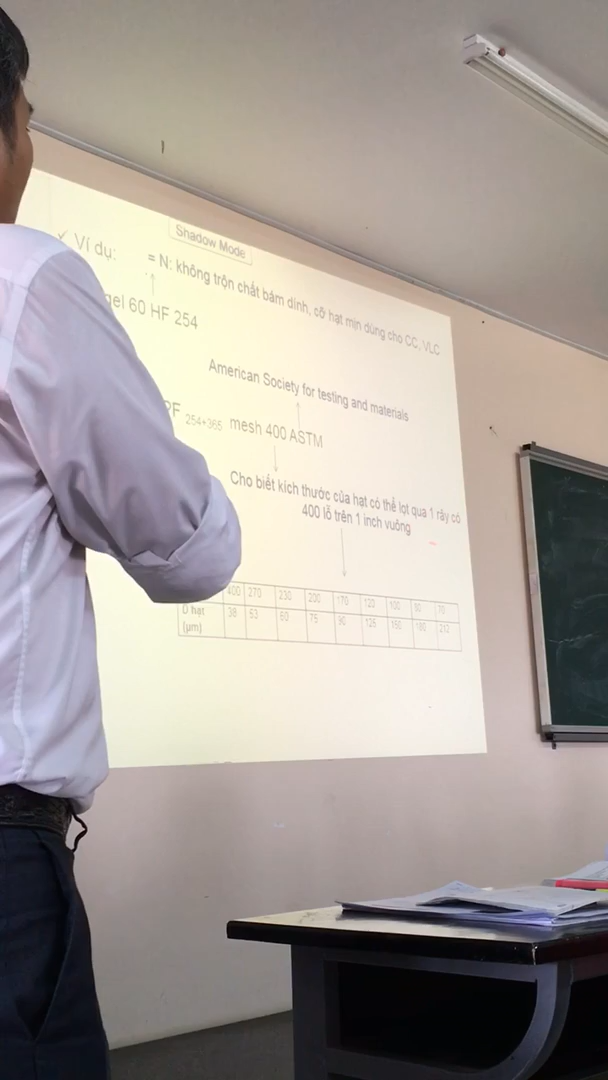 Shadow Mode
✓ Ví dụ: = N: không trộn chất bám dính, cỡ hạt mịn dùng cho CC, VLC
gel 60 HF 254
American Society for testing and materials
PF 254+366 mesh 400 ASTM
Cho biết kích thước của hạt có thể lọt qua 1 rây có
400 lỗ trên 1 inch vuông
400 270 230 200 170 120 100 80 70
D hạt (µm) 38 53 63 75 90 125 150 180 212